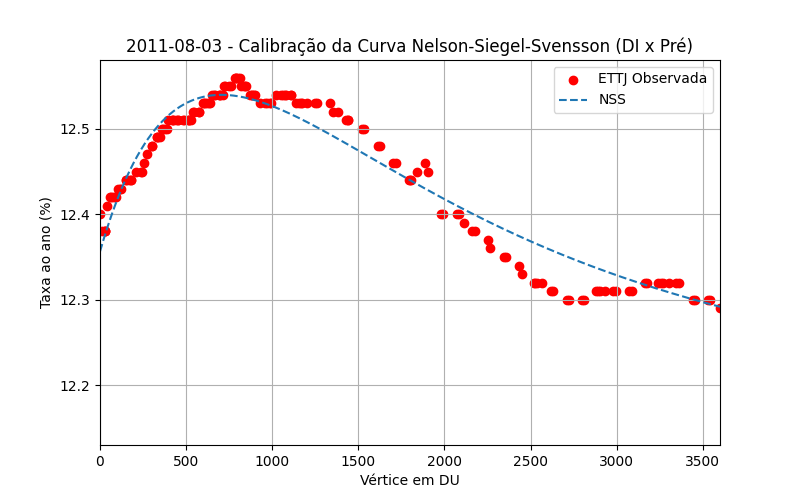 2011-08-03 - Calibração da Curva Nelson-Siegel-Svensson (DI x Pré)
ETTJ Observada
NSS
Taxa ao ano (%)
12.5
12.4
12.3
12.2
0 500 1000 1500 2000 2500 3000 3500
Vértice em DU